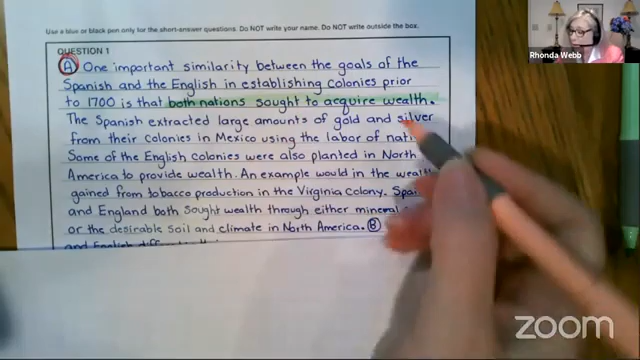 Use a blue or black pen only for the short-answer questions. Do NOT write your name. Do NOT write outside the box.
Rhonda Webb
QUESTION 1
A) One important similarity between the goals of the
Spanish and the English in establishing colonies prior
to 1700 is that both nations sought to acquire wealth.
The Spanish extracted large amounts of gold and silver
from their colonies in Mexico using the labor of
Some of the English colonies were also planted in North
America to provide wealth. An example would in the
gained from tobacco production in the Virginia Colony.
and England both sought wealth through either mineral
or the desirable soil and climate in North America. B
and English
zoom